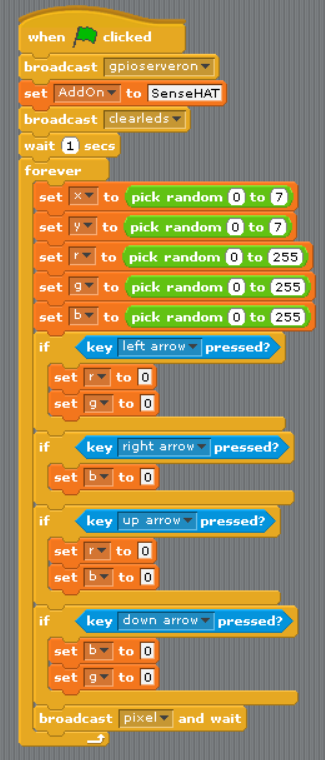 when clicked
broadcast gpioserveron
set AddOn to SenseHAT
broadcast clearleds
wait 1 secs
forever
set x to pick random 0 to 7
set y to pick random 0 to 7
set r to pick random 0 to 255
set g to pick random 0 to 255
set b to pick random 0 to 255
if key left arrow pressed?
set r to 0
set g to 0
if key right arrow pressed?
set b to 0
if key up arrow pressed?
set r to 0
set b to 0
if key down arrow pressed?
set b to 0
set g to 0
broadcast pixel and wait